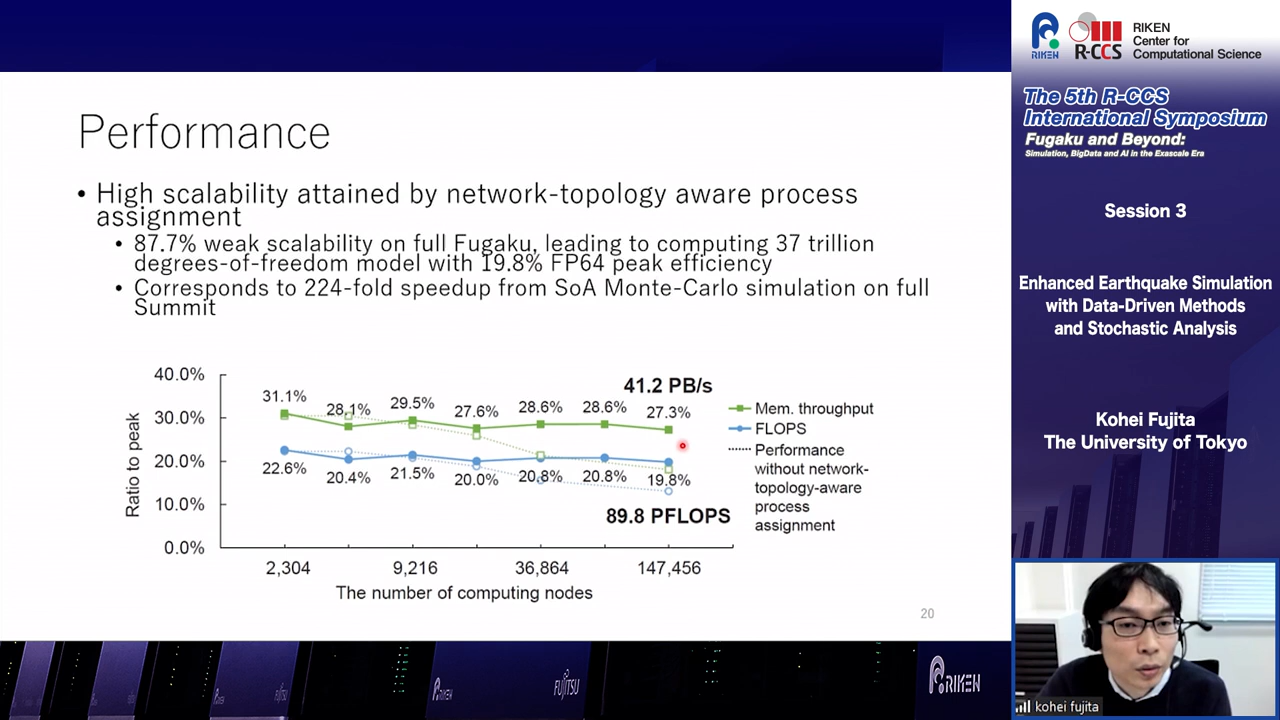 Performance
• High scalability attained by network-topology aware process
assignment
• 87.7% weak scalability on full Fugaku, leading to computing 37 trillion
degrees-of-freedom model with 19.8% FP64 peak efficiency
• Corresponds to 224-fold speedup from SoA Monte-Carlo simulation on full
Summit
Ratio to peak
40.0%
30.0%
20.0%
10.0%
0.0%
31.1%
28.1%
29.5%
27.6%
28.6%
28.6%
27.3%
41.2 PB/s
22.6%
20.4%
21.5%
20.0%
20.8%
20.8%
19.8%
89.8 PFLOPS
2,304
9,216
36,864
147,456
The number of computing nodes
Mem. throughput
FLOPS
Performance
without network-
topology-aware
process
assignment
20
RIKEN
R-CCS
RIKEN
Center for
Computational Science
The 5th R-CCS
International Symposium
Fugaku and Beyond:
Simulation, BigData and AI in the Exascale Era
Session 3
Enhanced Earthquake Simulation
with Data-Driven Methods
and Stochastic Analysis
Kohei Fujita
The University of Tokyo
kohei fujita
RIKEN
FUJITSU
RIKEN